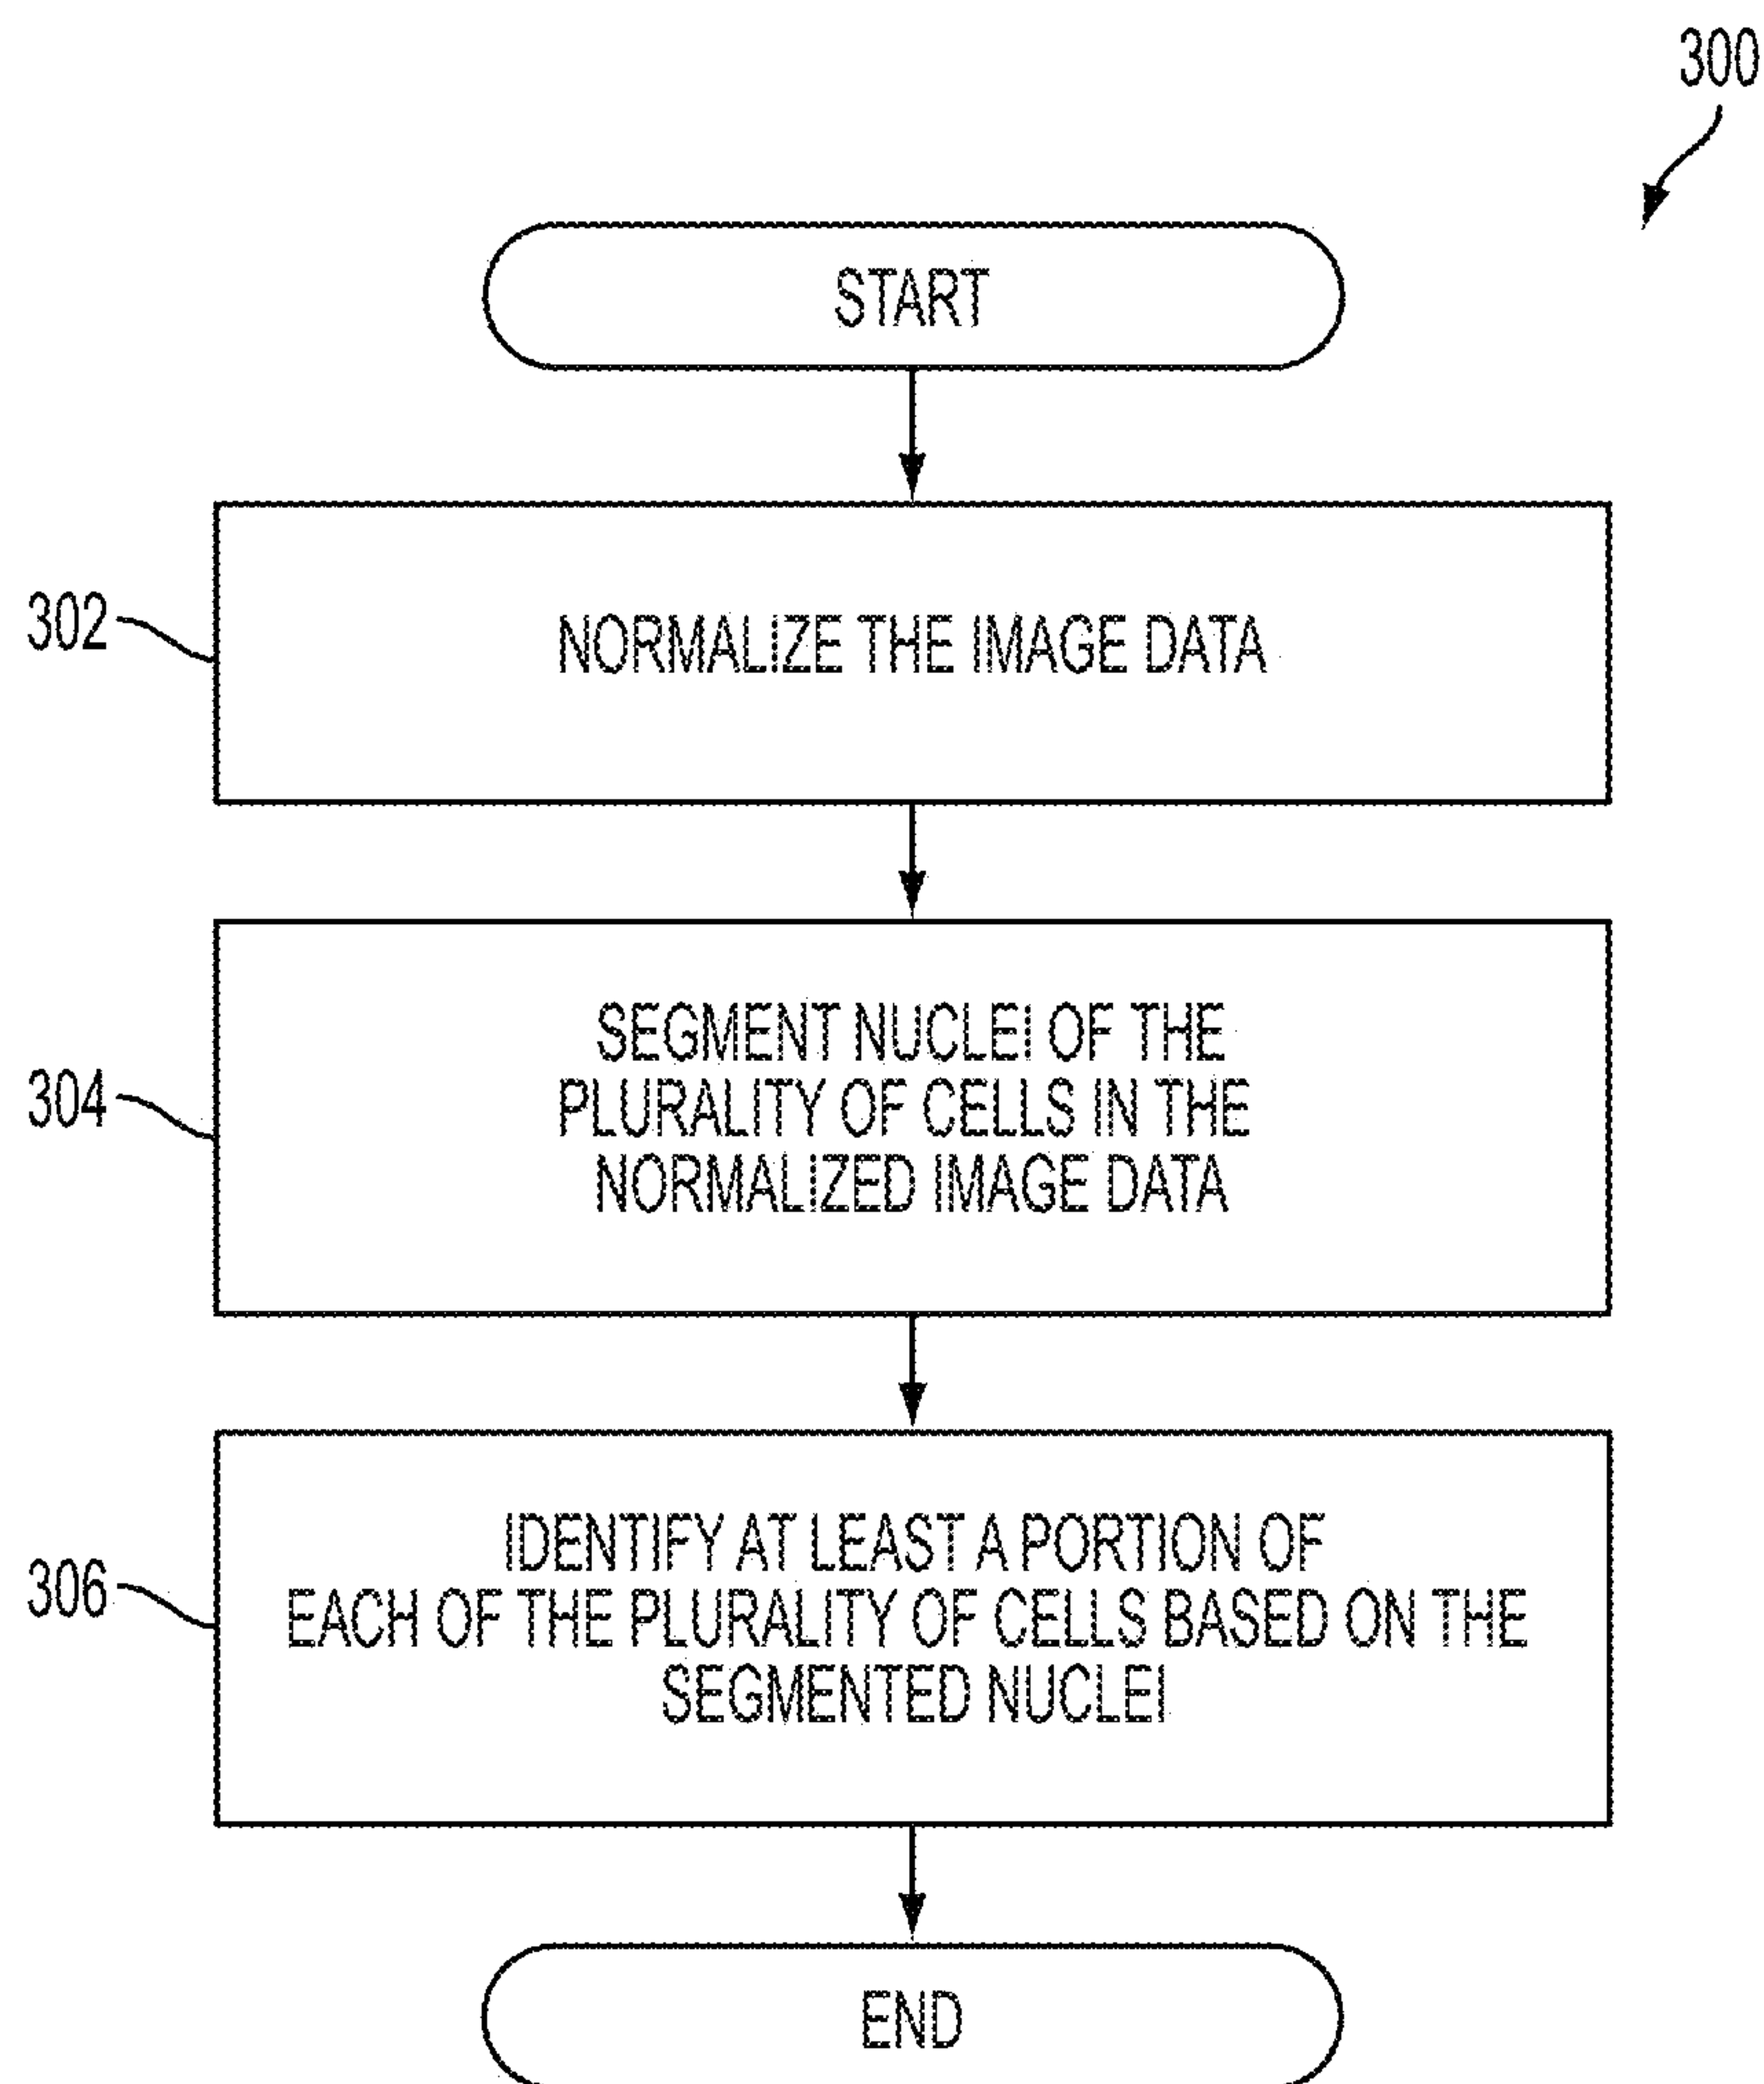 300
START
302
NORMALIZE THE IMAGE DATA
304
SEGMENT NUCLEI OF THE
PLURALITY OF CELLS IN THE
NORMALIZED IMAGE DATA
306
IDENTIFY AT LEAST A PORTION OF
EACH OF THE PLURALITY OF CELLS BASED ON THE
SEGMENTED NUCLEI
END